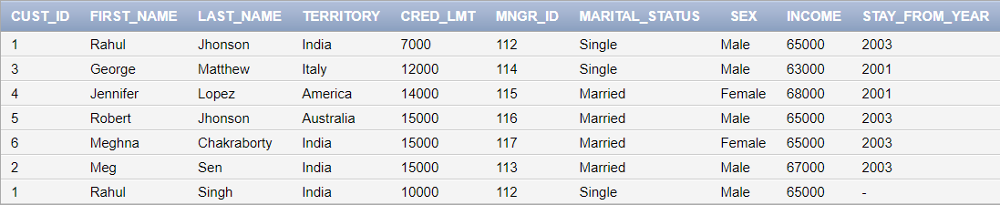 CUST_ID FIRST_NAME LAST_NAME TERRITORY CRED_LMT MNGR_ID MARITAL_STATUS SEX INCOME STAY_FROM_YEAR
1 Rahul Jhonson India 7000 112 Single Male 65000 2003
3 George Matthew Italy 12000 114 Single Male 63000 2001
4 Jennifer Lopez America 14000 115 Married Female 68000 2001
5 Robert Jhonson Australia 15000 116 Married Male 65000 2003
6 Meghna Chakraborty India 15000 117 Married Female 65000 2003
2 Meg Sen India 15000 113 Married Male 67000 2003
1 Rahul Singh India 10000 112 Single Male 65000 -